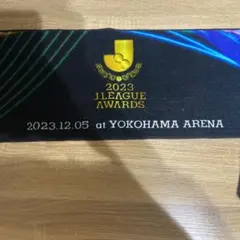 2023
J.LEAGUE
AWARDS
2023.12.05 at YOKOHAMA ARENA